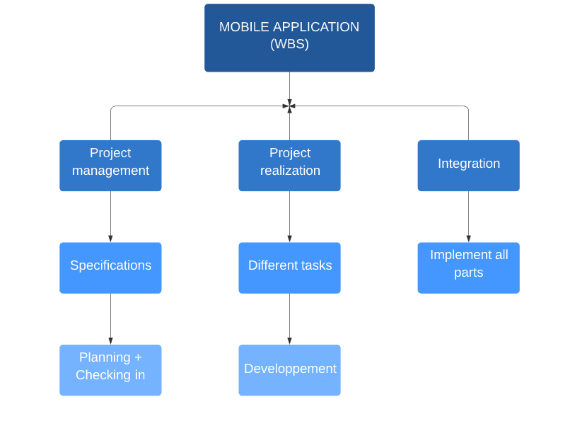 MOBILE APPLICATION
(WBS)
Project
management
Project
realization
Integration
Specifications
Different tasks
Implement all
parts
Planning +
Checking in
Developpement